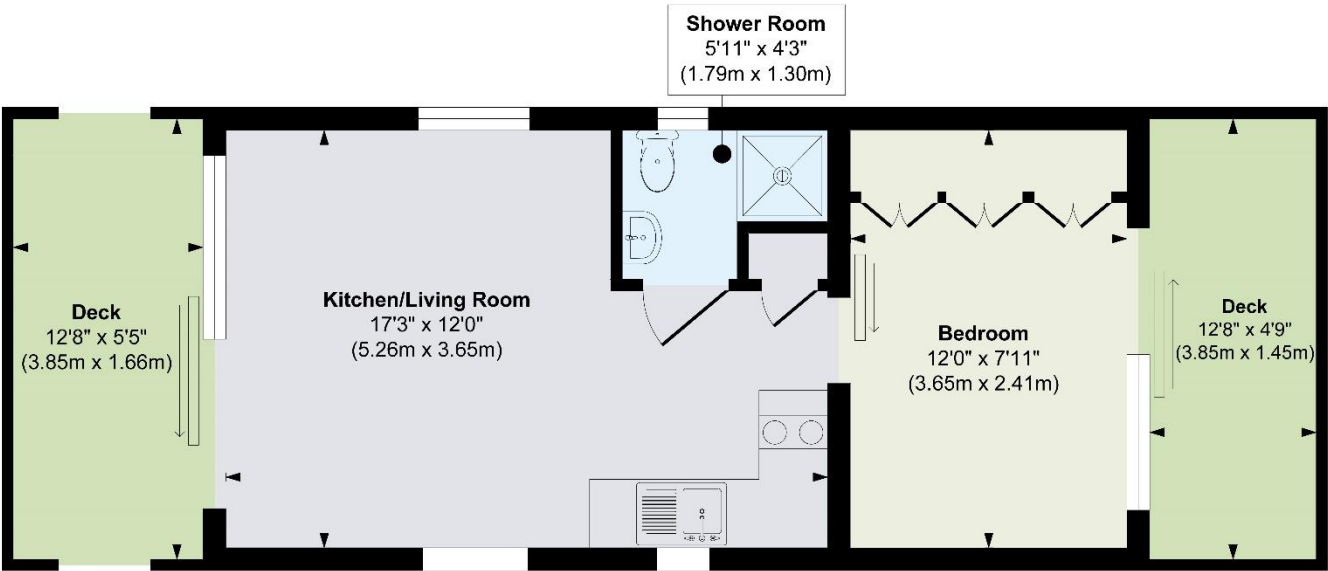 Shower Room
5'11" x 4'3"
(1.79m x 1.30m)
Deck
12'8" x 5'5"
(3.85m x 1.66m)
Kitchen/Living Room
17'3" x 12'0"
(5.26m x 3.65m)
Bedroom
12'0" x 7'11"
(3.65m x 2.41m)
Deck
12'8" x 4'9"
(3.85m x 1.45m)